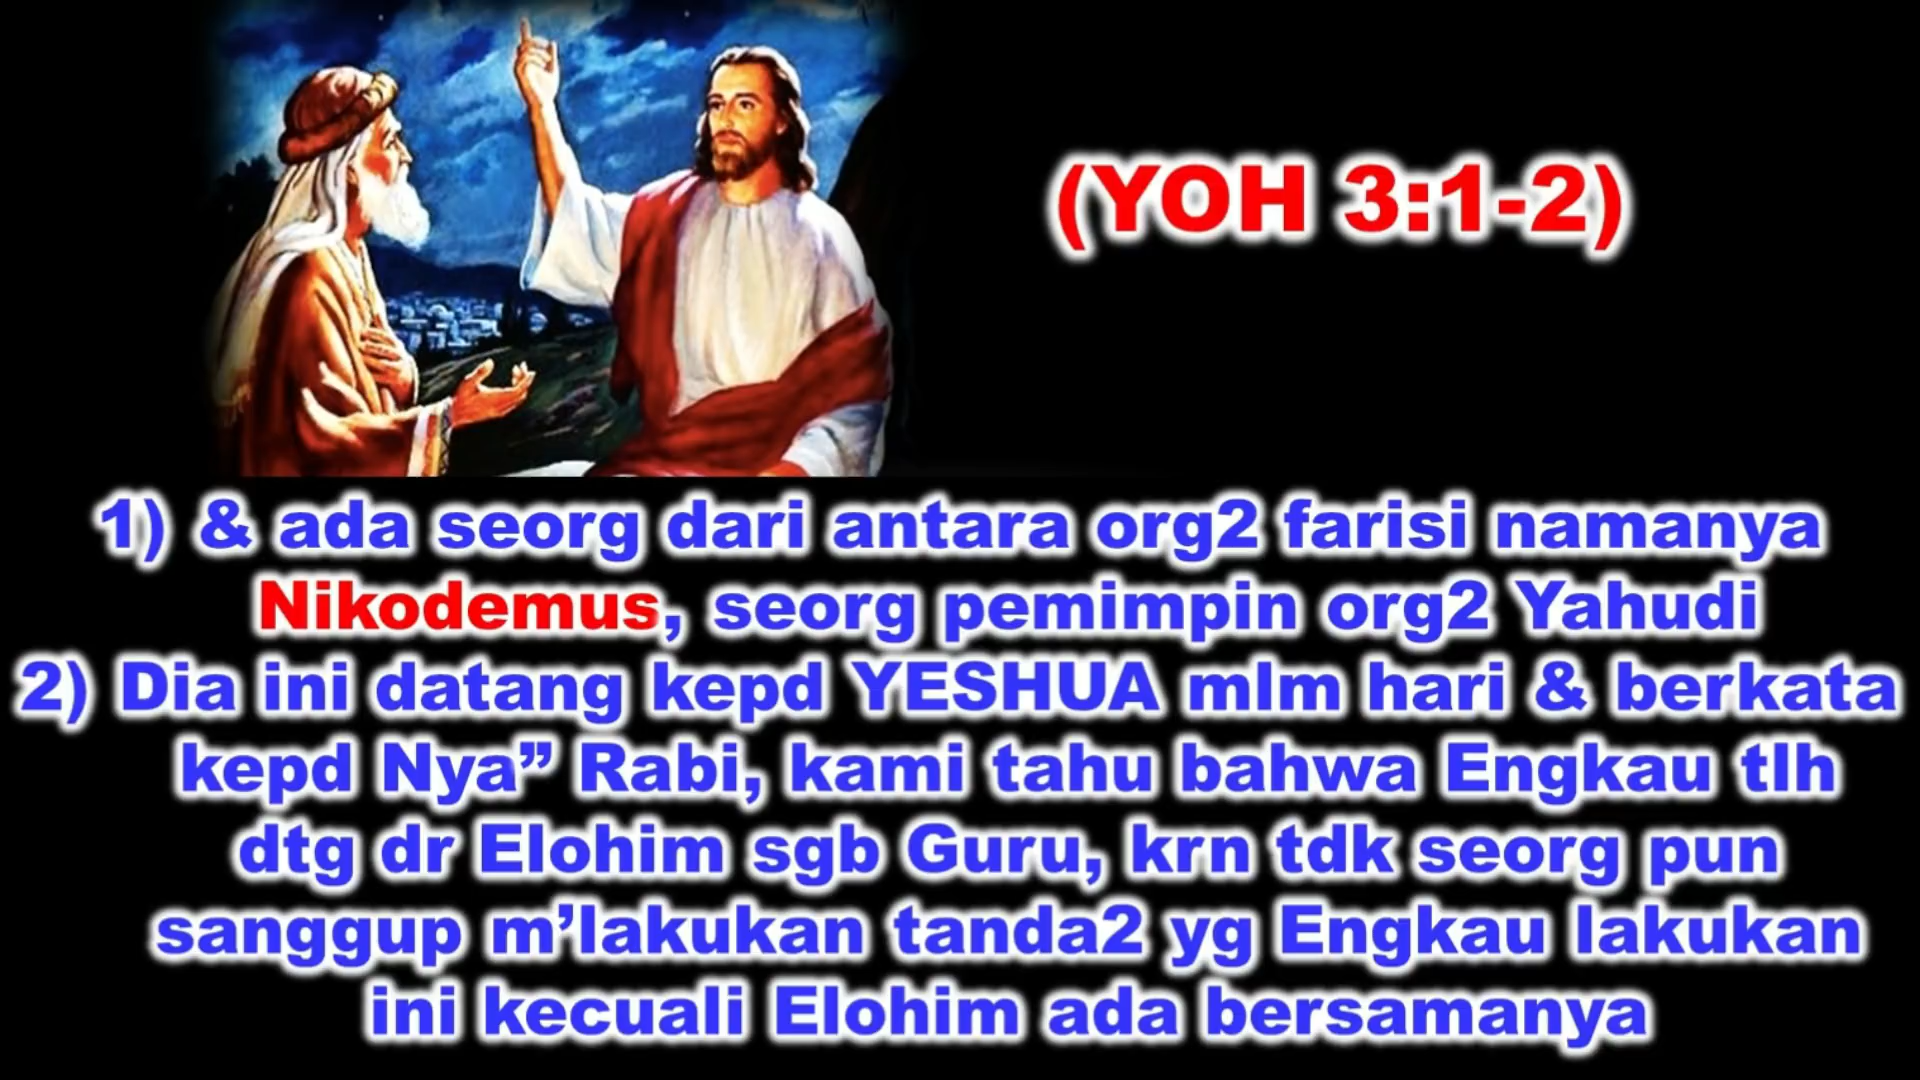 (YOH 3:1-2)
1) & ada seorg dari antara org2 farisi namanya
Nikodemus, seorg pemimpin org2 Yahudi
2) Dia ini datang kepd YESHUA mlm hari & berkata
kepd Nya” Rabi, kami tahu bahwa Engkau tlh
dtg dr Elohim sgb Guru, krn tdk seorg pun
sanggup m’lakukan tanda2 yg Engkau lakukan
ini kecuali Elohim ada bersamanya